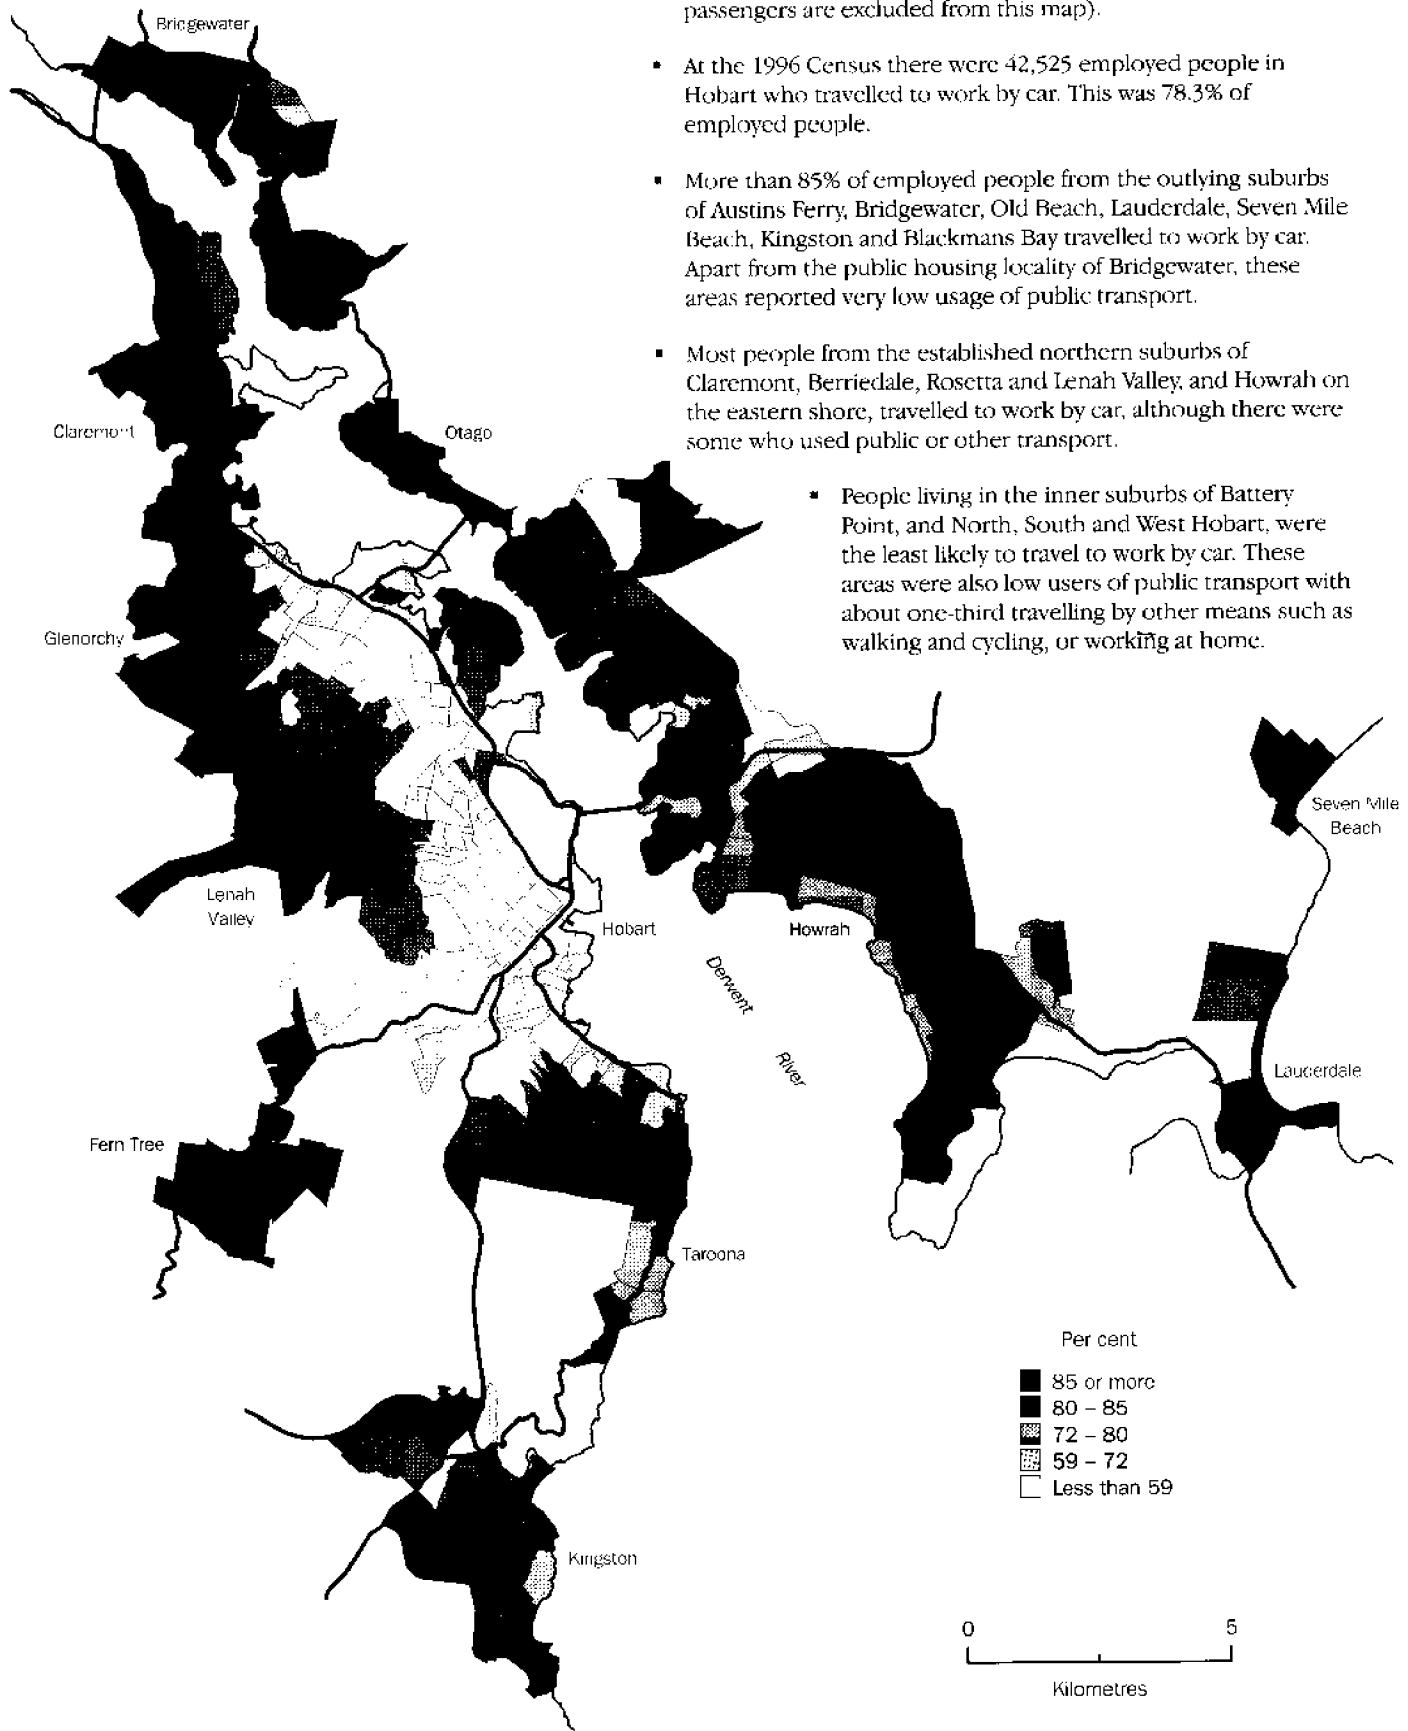 passengers are excluded from this map).
▪ At the 1996 Census there were 42,525 employed people in
Hobart who travelled to work by car. This was 78.3% of
employed people.
▪ More than 85% of employed people from the outlying suburbs
of Austins Ferry, Bridgewater, Old Beach, Lauderdale, Seven Mile
Beach, Kingston and Blackmans Bay travelled to work by car.
Apart from the public housing locality of Bridgewater, these
areas reported very low usage of public transport.
▪ Most people from the established northern suburbs of
Claremont, Berriedale, Rosetta and Lenah Valley, and Howrah on
the eastern shore, travelled to work by car, although there were
some who used public or other transport.
▪ People living in the inner suburbs of Battery
Point, and North, South and West Hobart, were
the least likely to travel to work by car. These
areas were also low users of public transport with
about one-third travelling by other means such as
walking and cycling, or working at home.
Bridgewater
Claremont
Otago
Glenorchy
Seven Mile
Beach
Lenah
Valley
Hobart
Howrah
Derwent
River
Lauderdale
Fern Tree
Taroona
Per cent
85 or more
80 – 85
72 – 80
59 – 72
Less than 59
Kingston
0 5
Kilometres